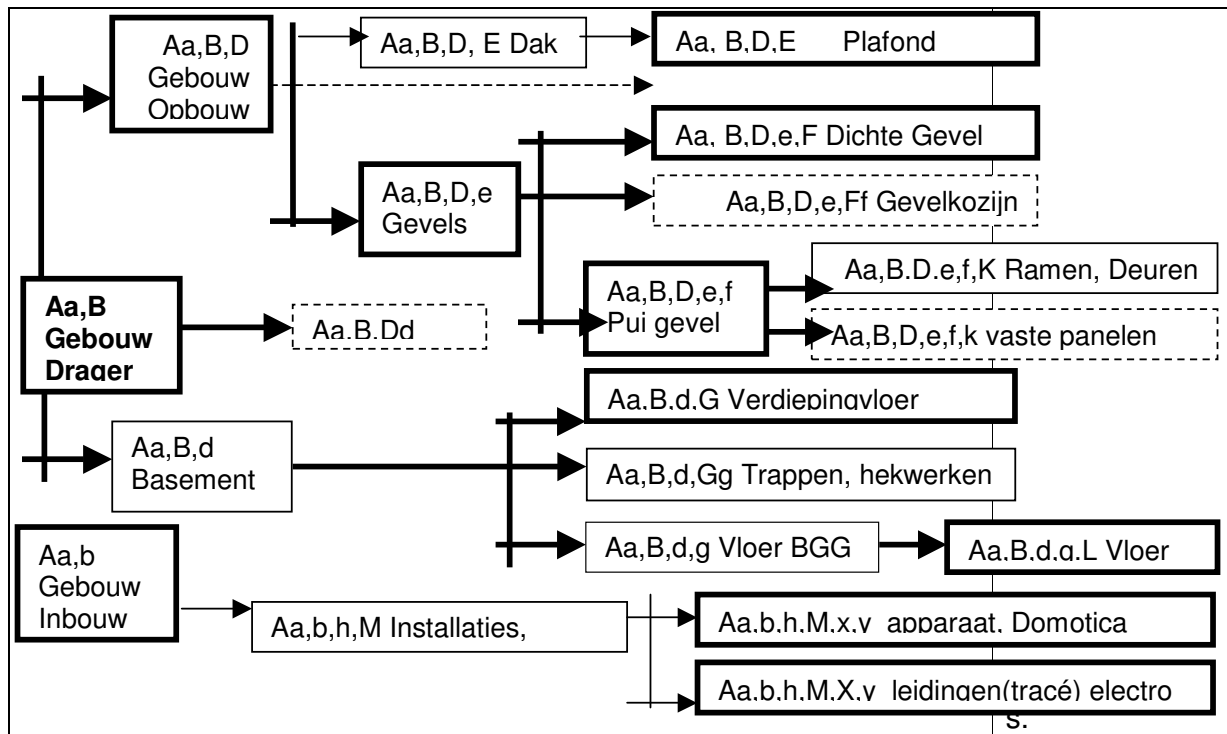 Aa,B,D
Gebouw
Opbouw
Aa,B,D, E Dak
Aa, B,D,E Plafond
Aa, B,D,e,F Dichte Gevel
Aa,B,D,e
Gevels
Aa,B,D,e,Ff Gevelkozijn
Aa,B,D,e,f
Pui gevel
Aa,B.D.e,f,K Ramen, Deuren
Aa,B,D,e,f,k vaste panelen
Aa,B
Gebouw
Drager
Aa.B.Dd
Aa,B,d
Basement
Aa,B,d,G Verdiepingvloer
Aa,B,d,Gg Trappen, hekwerken
Aa,B,d,g Vloer BGG
Aa,B,d,g.L Vloer
Aa,b
Gebouw
Inbouw
Aa,b,h,M Installaties,
Aa,b,h,M,x,y apparaat, Domotica
Aa,b,h,M,X,y leidingen(tracé) electro
s.